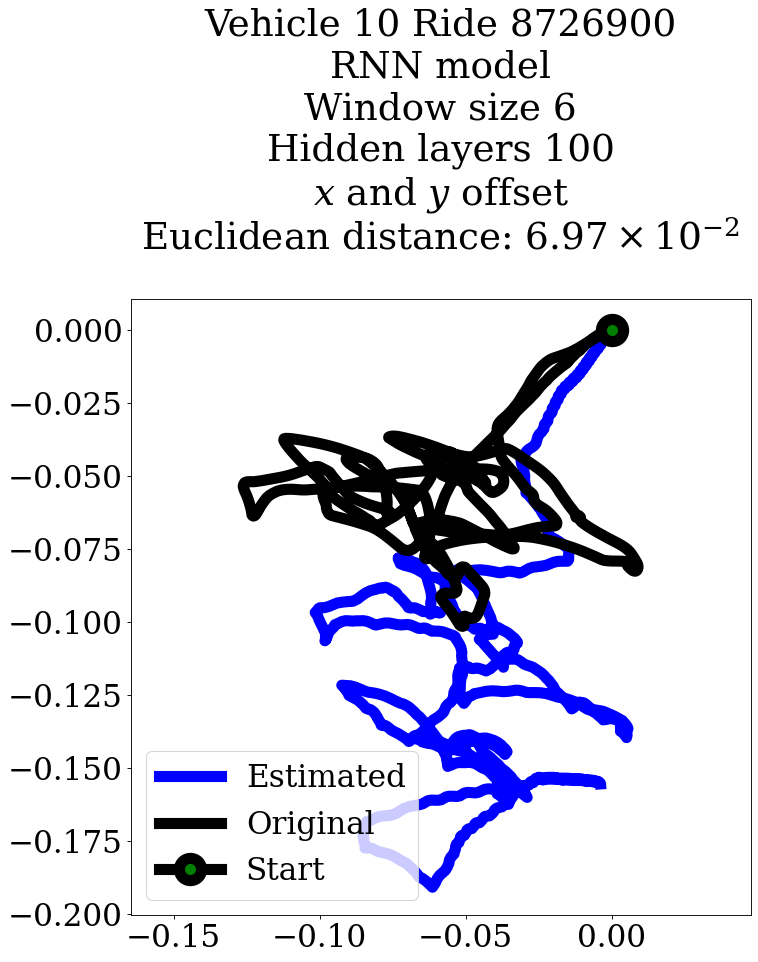 Vehicle 10 Ride 8726900
RNN model
Window size 6
Hidden layers 100
x and y offset
Euclidean distance: 6.97 × 10⁻²
0.000
−0.025
−0.050
−0.075
−0.100
−0.125
−0.150
−0.175
−0.200
Estimated
Original
Start
−0.15
−0.10
−0.05
0.00